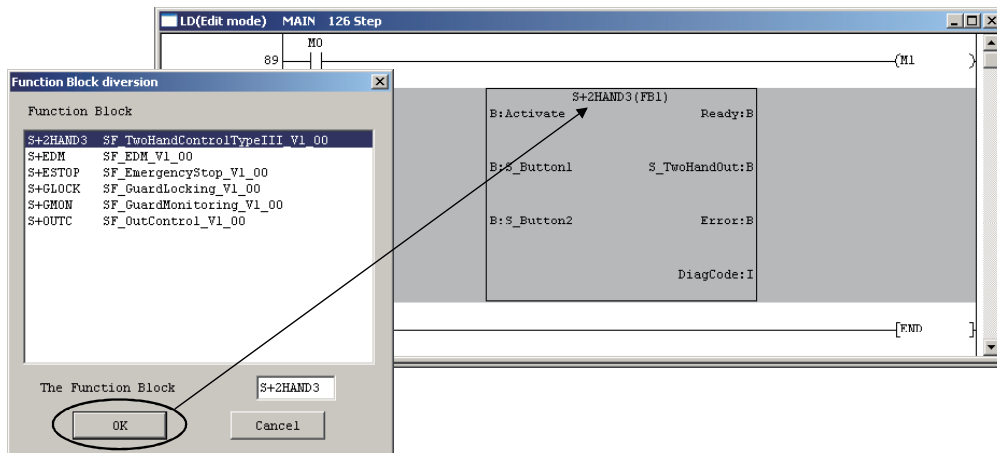 LD(Edit mode) MAIN 126 Step
M0
89
(M1 )
Function Block diversion
Function Block
S+2HAND3 SF_TwoHandControlTypeIII_V1_00
S+EDM SF_EDM_V1_00
S+ESTOP SF_EmergencyStop_V1_00
S+GLOCK SF_GuardLocking_V1_00
S+GMON SF_GuardMonitoring_V1_00
S+OUTC SF_OutControl_V1_00
The Function Block S+2HAND3
OK Cancel
S+2HAND3(FB1)
B:Activate Ready:B
B:S_Button1 S_TwoHandOut:B
B:S_Button2 Error:B
DiagCode:I
[END ]